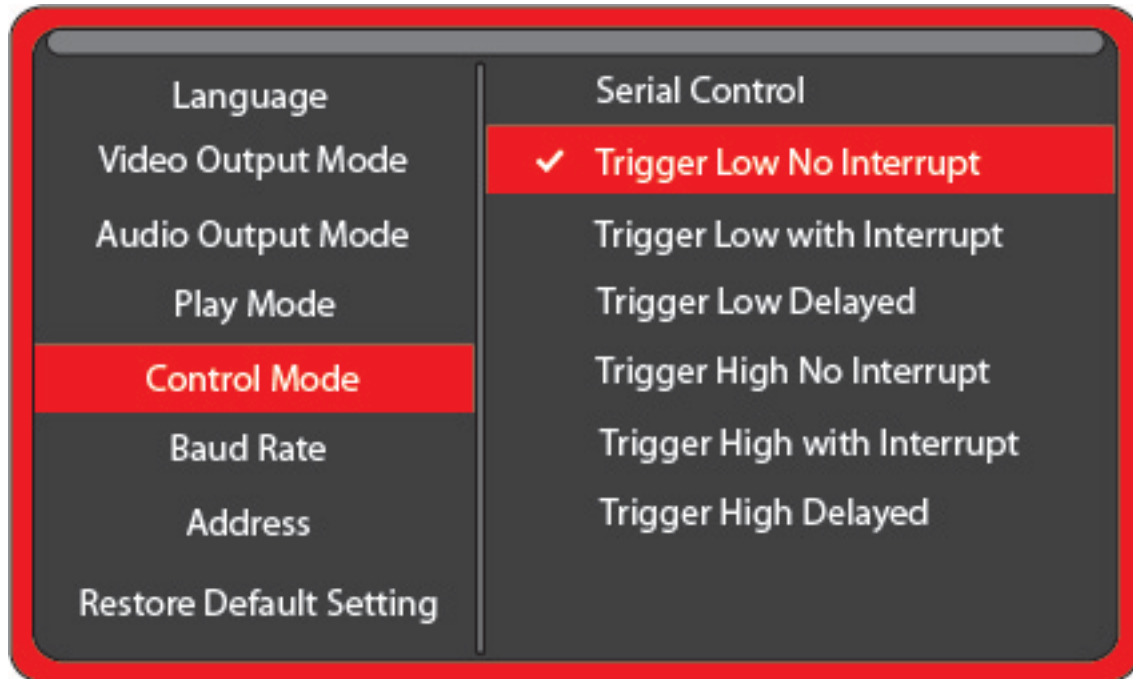 Language
Video Output Mode
Audio Output Mode
Play Mode
Control Mode
Baud Rate
Address
Restore Default Setting
Serial Control
Trigger Low No Interrupt
Trigger Low with Interrupt
Trigger Low Delayed
Trigger High No Interrupt
Trigger High with Interrupt
Trigger High Delayed